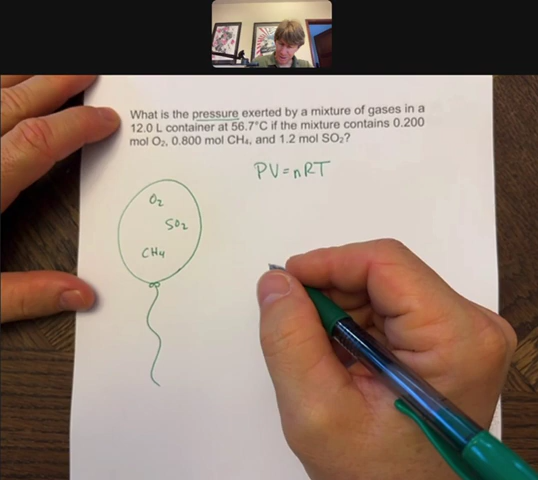 What is the pressure exerted by a mixture of gases in a
12.0 L container at 56.7°C if the mixture contains 0.200
mol O₂, 0.800 mol CH₄, and 1.2 mol SO₂?
PV=nRT
O₂
SO₂
CH₄